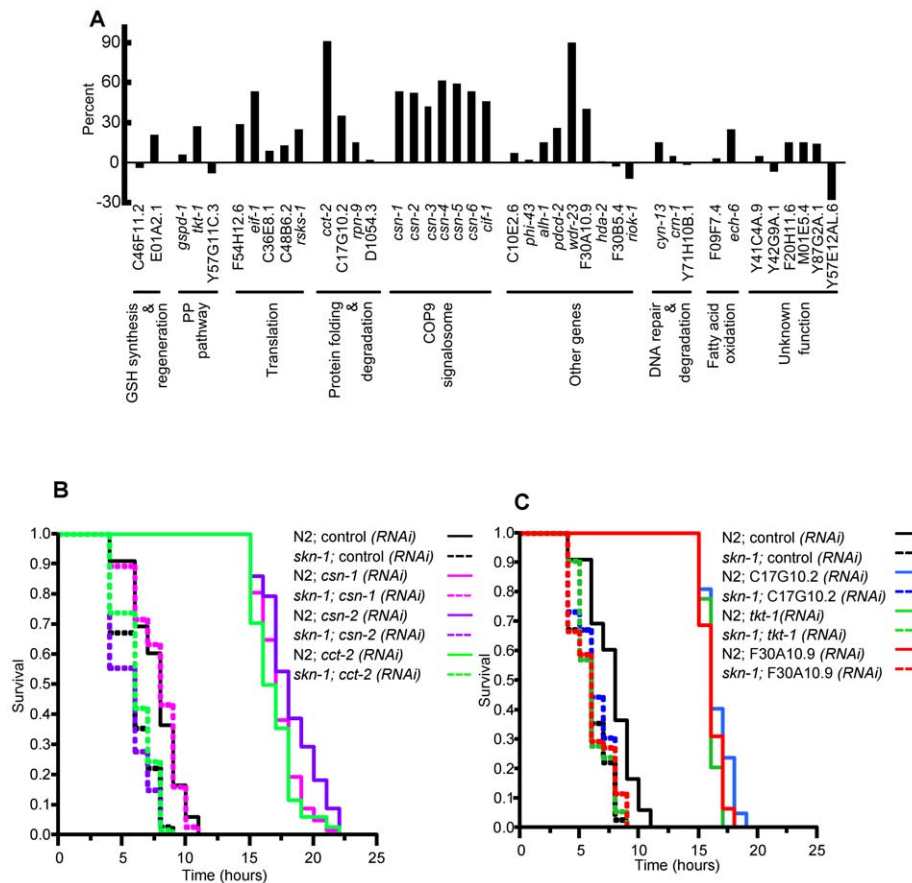 A
Percent
90
60
30
0
-30
C46F11.2
E01A2.1
gspd-1
tkt-1
Y57G11C.3
F54H12.6
eif-1
C36E8.1
C48B6.2
rsks-1
cct-2
C17G10.2
rpn-9
D1054.3
csn-1
csn-2
csn-3
csn-4
csn-5
csn-6
cif-1
C10E2.6
phi-43
alh-1
pdcd-2
wdr-23
F30A10.9
hda-2
F30B5.4
riok-1
cyn-13
crn-1
Y71H10B.1
F09F7.4
ech-6
Y41C4A.9
Y42G9A.1
F20H11.6
M01E5.4
Y87G2A.1
Y57E12AL.6
GSH synthesis
&
regeneration
PP
pathway
Translation
Protein folding
&
degradation
COP9
signalosome
Other genes
DNA repair
&
degradation
Fatty acid
oxidation
Unknown
function
B
Survival
1.0
0.9
0.8
0.7
0.6
0.5
0.4
0.3
0.2
0.1
0.0
0 5 10 15 20 25
Time (hours)
N2; control (RNAi)
skn-1; control (RNAi)
N2; csn-1 (RNAi)
skn-1; csn-1 (RNAi)
N2; csn-2 (RNAi)
skn-1; csn-2 (RNAi)
N2; cct-2 (RNAi)
skn-1; cct-2 (RNAi)
C
Survival
1.0
0.9
0.8
0.7
0.6
0.5
0.4
0.3
0.2
0.1
0.0
0 5 10 15 20 25
Time (hours)
N2; control (RNAi)
skn-1; control (RNAi)
N2; C17G10.2 (RNAi)
skn-1; C17G10.2 (RNAi)
N2; tkt-1(RNAi)
skn-1; tkt-1 (RNAi)
N2; F30A10.9 (RNAi)
skn-1; F30A10.9 (RNAi)